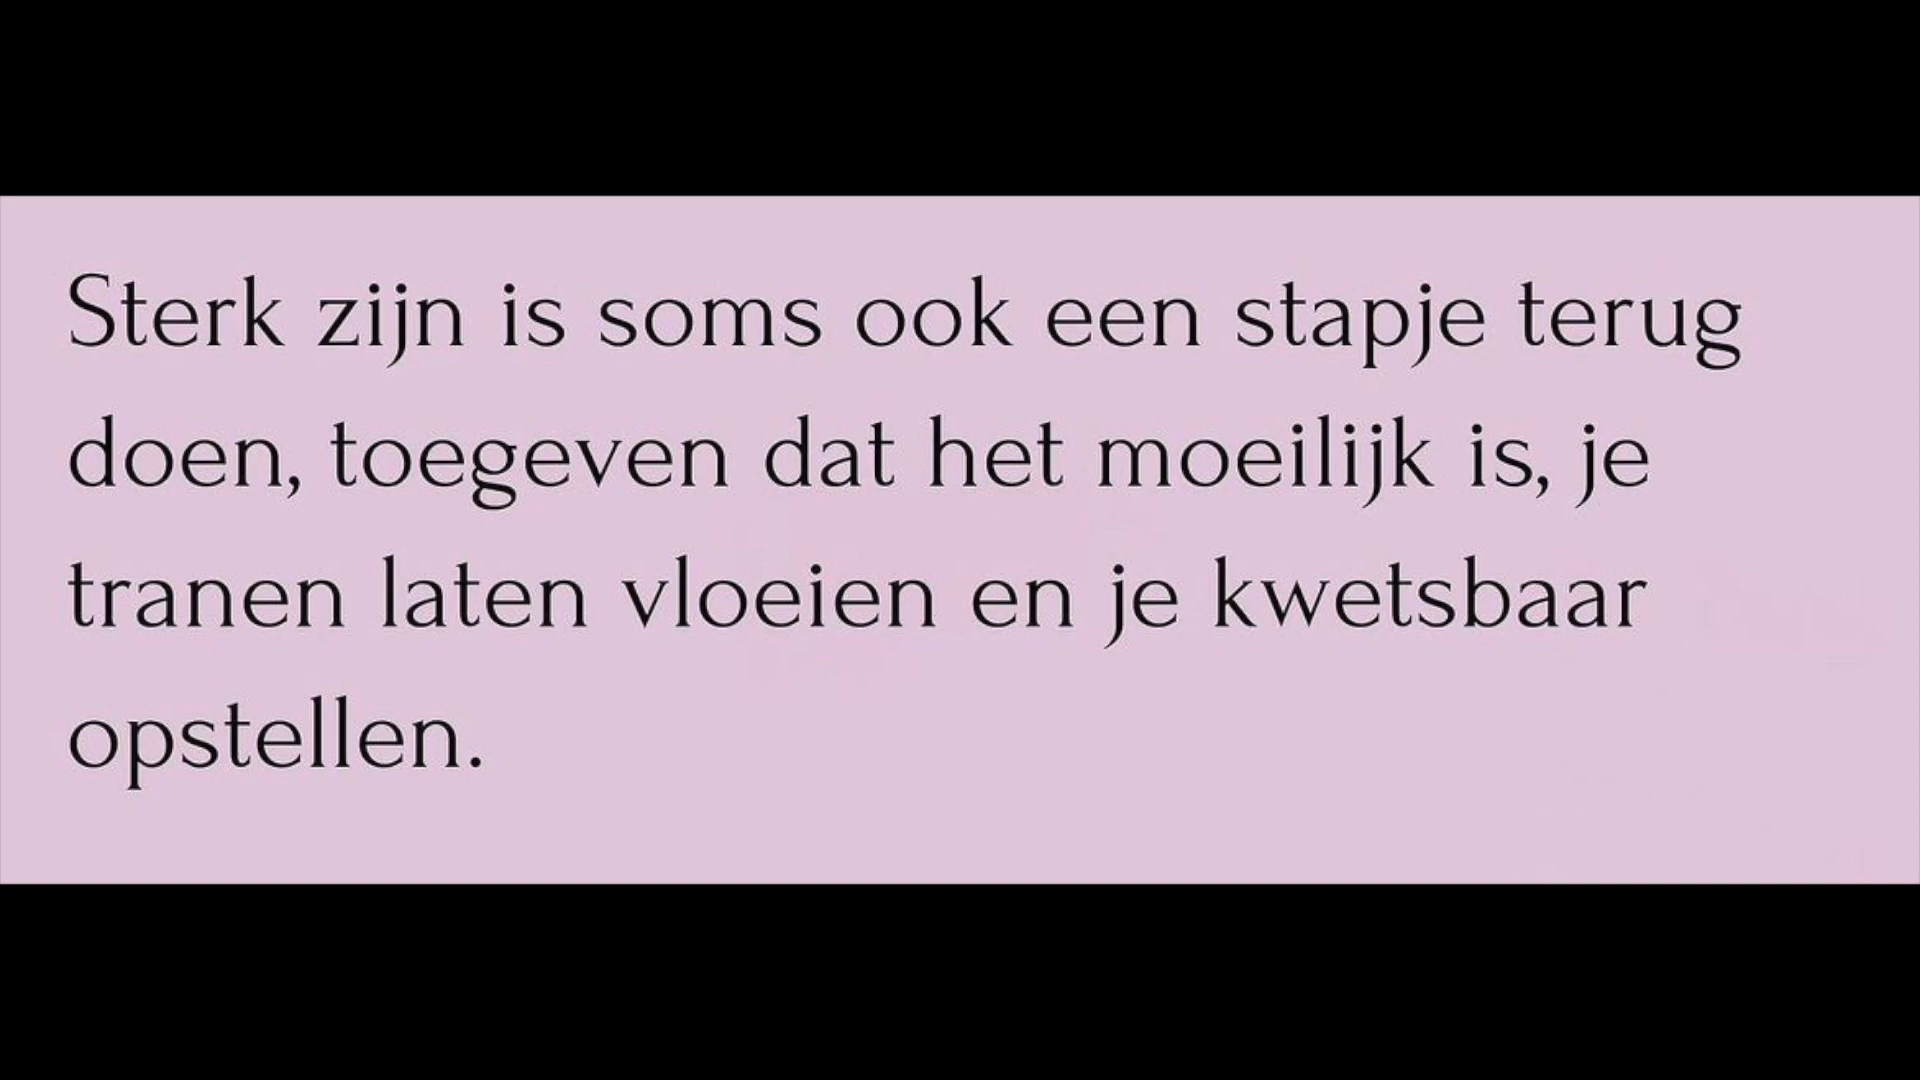 Sterk zijn is soms ook een stapje terug
doen, toegeven dat het moeilijk is, je
tranen laten vloeien en je kwetsbaar
opstellen.